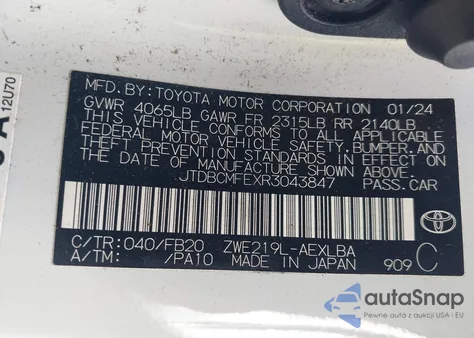 MFD. BY: TOYOTA MOTOR CORPORATION 01/24
GVWR 4065LB GAWR FR 2315LB RR 2140LB
THIS VEHICLE CONFORMS TO ALL APPLICABLE
FEDERAL MOTOR VEHICLE SAFETY, BUMPER, AND
THEFT PREVENTION STANDARDS IN EFFECT ON
THE DATE OF MANUFACTURE SHOWN ABOVE.
JTDBCMFEXR3043847 PASS.CAR
TOYOTA
C/TR: 040/FB20 ZWE219L-AEXLBA C
A/TM: /PA10 MADE IN JAPAN 909
12U70
autoSnap
Pewne auta z USA i EU